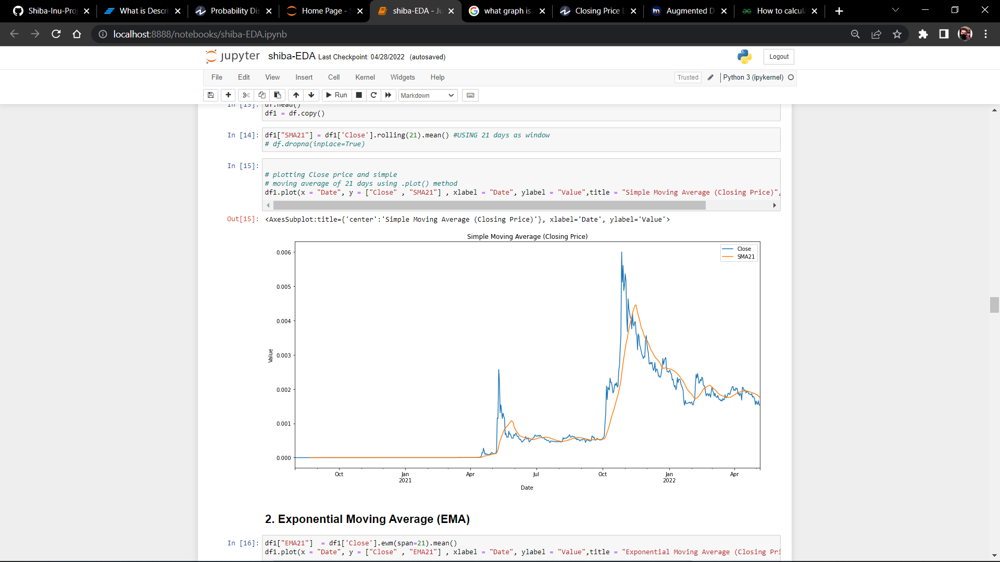 Shiba-Inu-Proj
What is Descri
Probability Dis
Home Page - S
shiba-EDA - Ju
what graph is
Closing Price D
Augmented D
How to calcul
localhost:8888/notebooks/shiba-EDA.ipynb
jupyter shiba-EDA Last Checkpoint: 04/28/2022 (autosaved)
Logout
File Edit View Insert Cell Kernel Widgets Help
Trusted Python 3 (ipykernel)
Run Markdown
In [13]: df.head()
df1 = df.copy()
In [14]: df1["SMA21"] = df1['Close'].rolling(21).mean() #USING 21 days as window
# df.dropna(inplace=True)
In [15]:
# plotting Close price and simple
# moving average of 21 days using .plot() method
df1.plot(x = "Date", y = ["Close" , "SMA21"] , xlabel = "Date", ylabel = "Value",title = "Simple Moving Average (Closing Price)",
Out[15]: <AxesSubplot:title={'center':'Simple Moving Average (Closing Price)'}, xlabel='Date', ylabel='Value'>
Simple Moving Average (Closing Price)
Close
SMA21
0.006
0.005
0.004
0.003
0.002
0.001
0.000
Value
Oct Jan Apr Jul Oct Jan Apr
2021 2022
Date
2. Exponential Moving Average (EMA)
In [16]: df1["EMA21"]  = df1['Close'].ewm(span=21).mean()
df1.plot(x = "Date", y = ["Close" , "EMA21"] , xlabel = "Date", ylabel = "Value",title = "Exponential Moving Average (Closing Pri